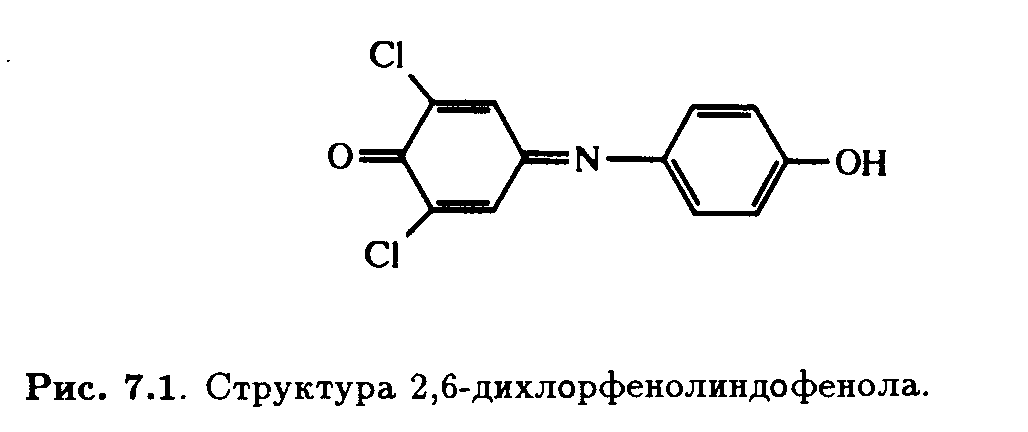 Cl
O
N
OH
Cl
Рис. 7.1. Структура 2,6-дихлорфенолиндофенола.